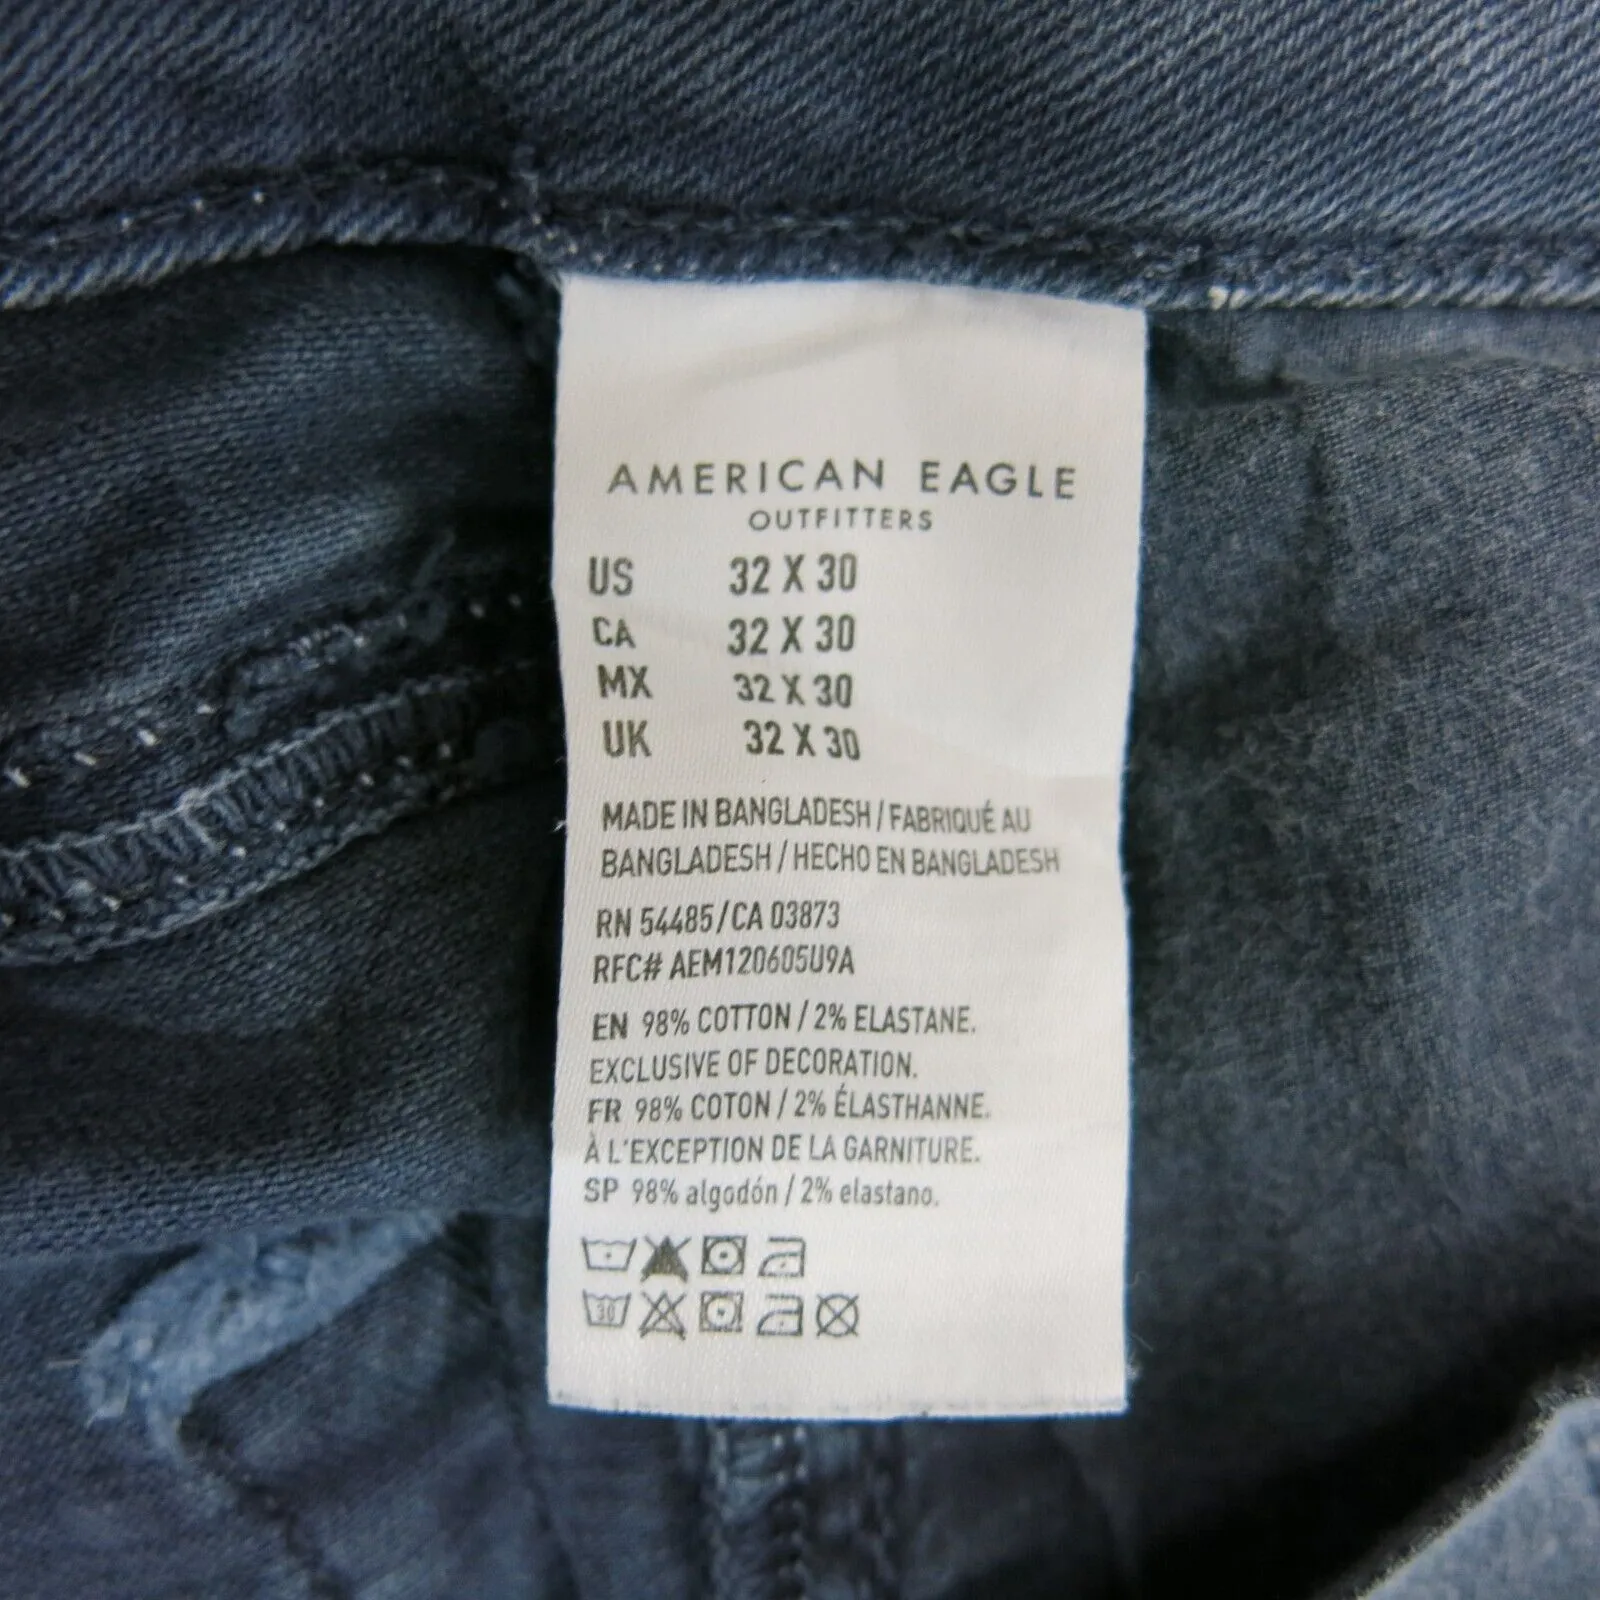 AMERICAN EAGLE
OUTFITTERS
US 32 X 30
CA 32 X 30
MX 32 X 30
UK 32 X 30
MADE IN BANGLADESH / FABRIQUÉ AU
BANGLADESH / HECHO EN BANGLADESH
RN 54485 / CA 03873
RFC# AEM120605U9A
EN 98% COTTON / 2% ELASTANE.
EXCLUSIVE OF DECORATION.
FR 98% COTON / 2% ÉLASTHANNE.
À L'EXCEPTION DE LA GARNITURE.
SP 98% algodón / 2% elastano.
30